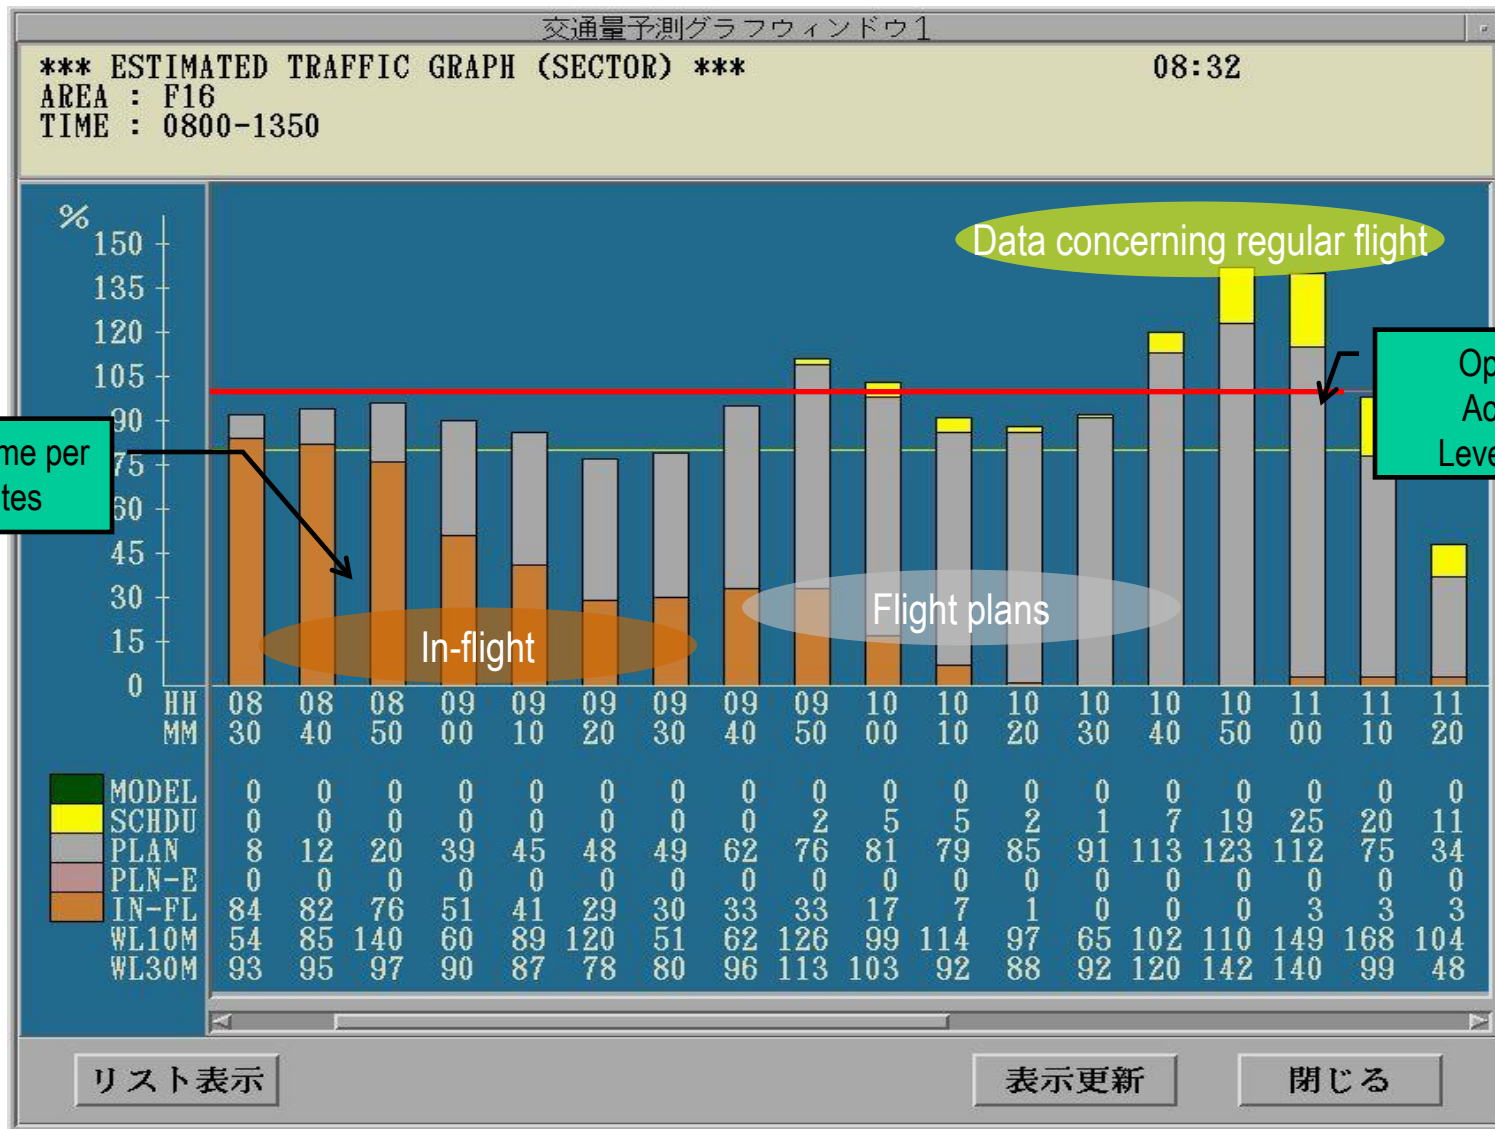 交通量予測グラフウィンドウ1
*** ESTIMATED TRAFFIC GRAPH (SECTOR) *** 08:32
AREA : F16
TIME : 0800-1350
%
150
135
120
105
90
75
60
45
30
15
0
Data concerning regular flight
me per
tes
Op
Ac
Leve
In-flight
Flight plans
HH 08 08 08 09 09 09 09 09 09 10 10 10 10 10 10 11 11 11
MM 30 40 50 00 10 20 30 40 50 00 10 20 30 40 50 00 10 20
MODEL 0 0 0 0 0 0 0 0 0 0 0 0 0 0 0 0 0 0
SCHDU 0 0 0 0 0 0 0 0 2 5 5 2 1 7 19 25 20 11
PLAN 8 12 20 39 45 48 49 62 76 81 79 85 91 113 123 112 75 34
PLN-E 0 0 0 0 0 0 0 0 0 0 0 0 0 0 0 0 0 0
IN-FL 84 82 76 51 41 29 30 33 33 17 7 1 0 0 0 3 3 3
WL10M 54 85 140 60 89 120 51 62 126 99 114 97 65 102 110 149 168 104
WL30M 93 95 97 90 87 78 80 96 113 103 92 88 92 120 142 140 99 48
リスト表示 表示更新 閉じる